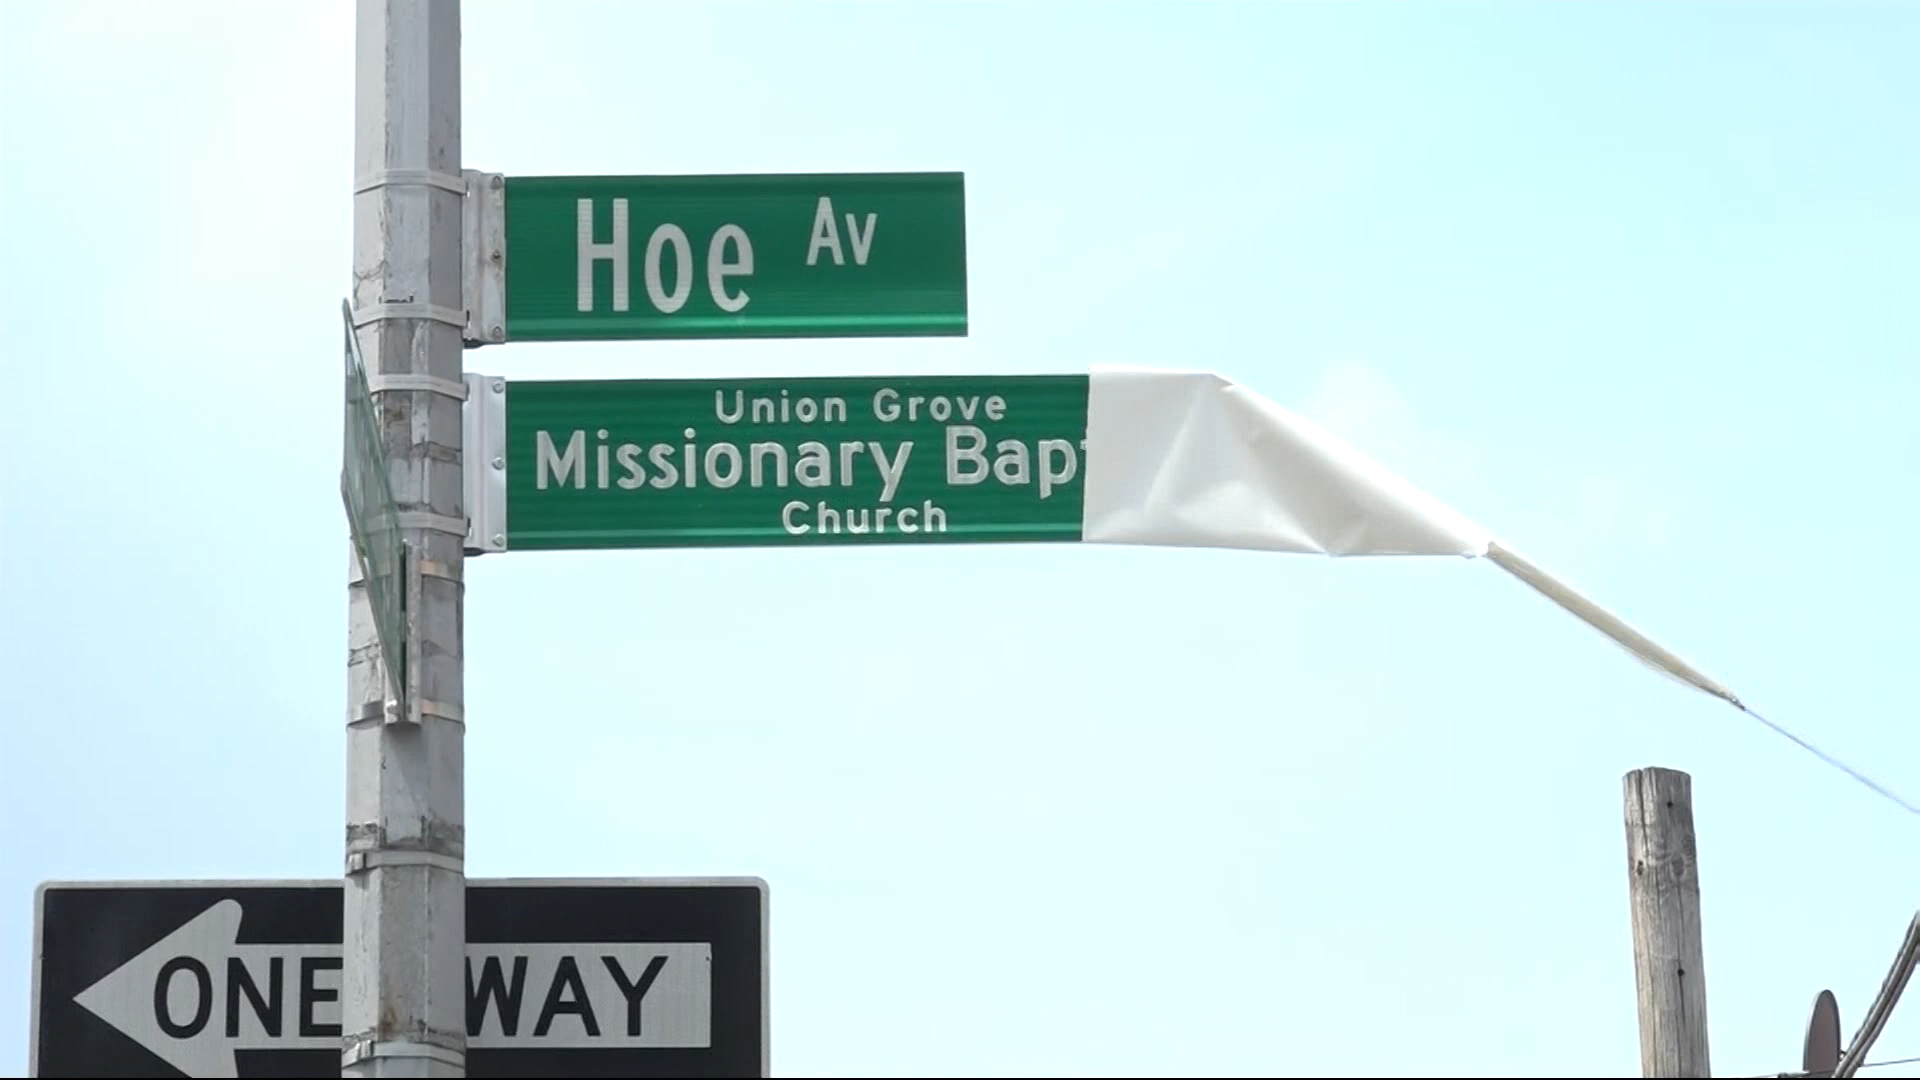 Hoe Av
Union Grove
Missionary Bap
Church
ONE WAY